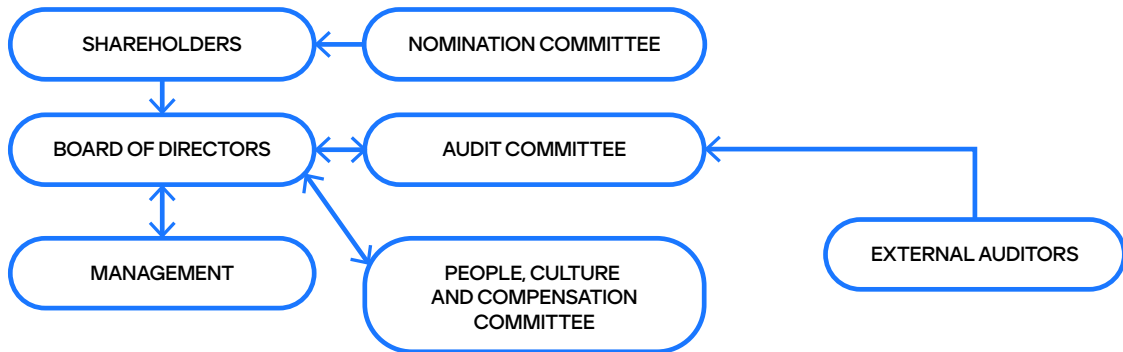 SHAREHOLDERS
NOMINATION COMMITTEE
BOARD OF DIRECTORS
AUDIT COMMITTEE
MANAGEMENT
PEOPLE, CULTURE
AND COMPENSATION
COMMITTEE
EXTERNAL AUDITORS